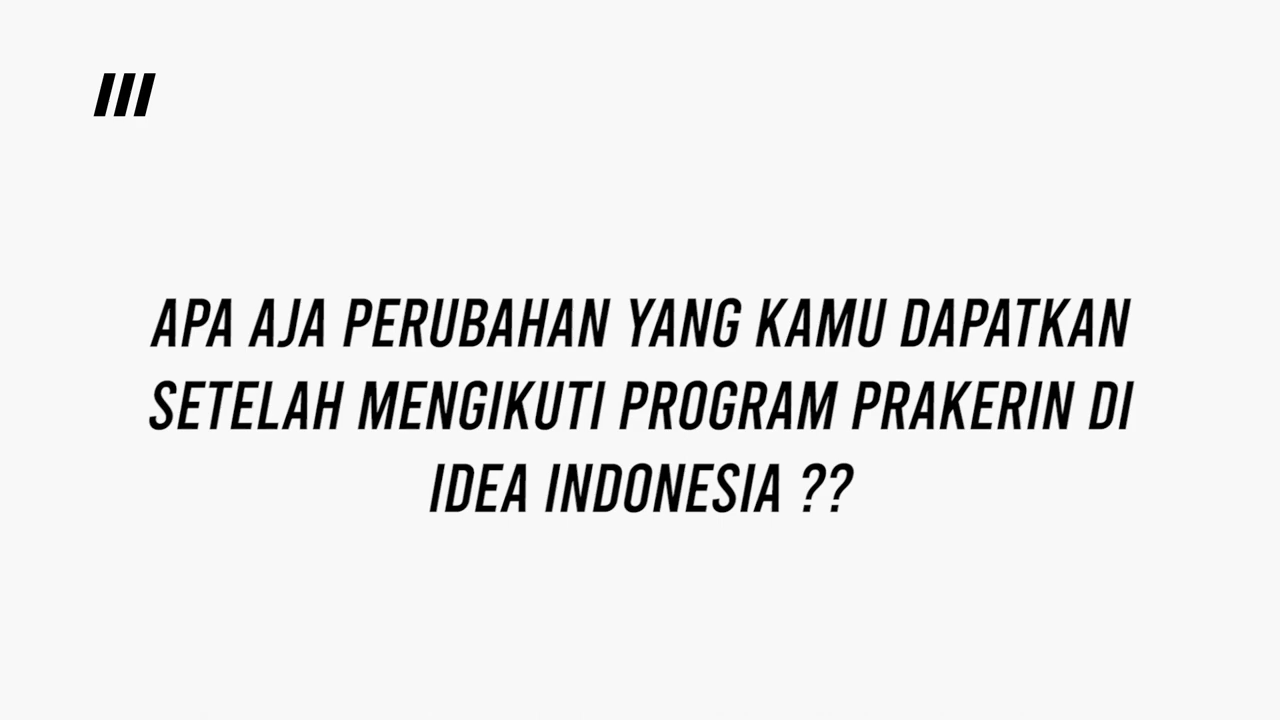 APA AJA PERUBAHAN YANG KAMU DAPATKAN
SETELAH MENGIKUTI PROGRAM PRAKERIN DI
IDEA INDONESIA ??